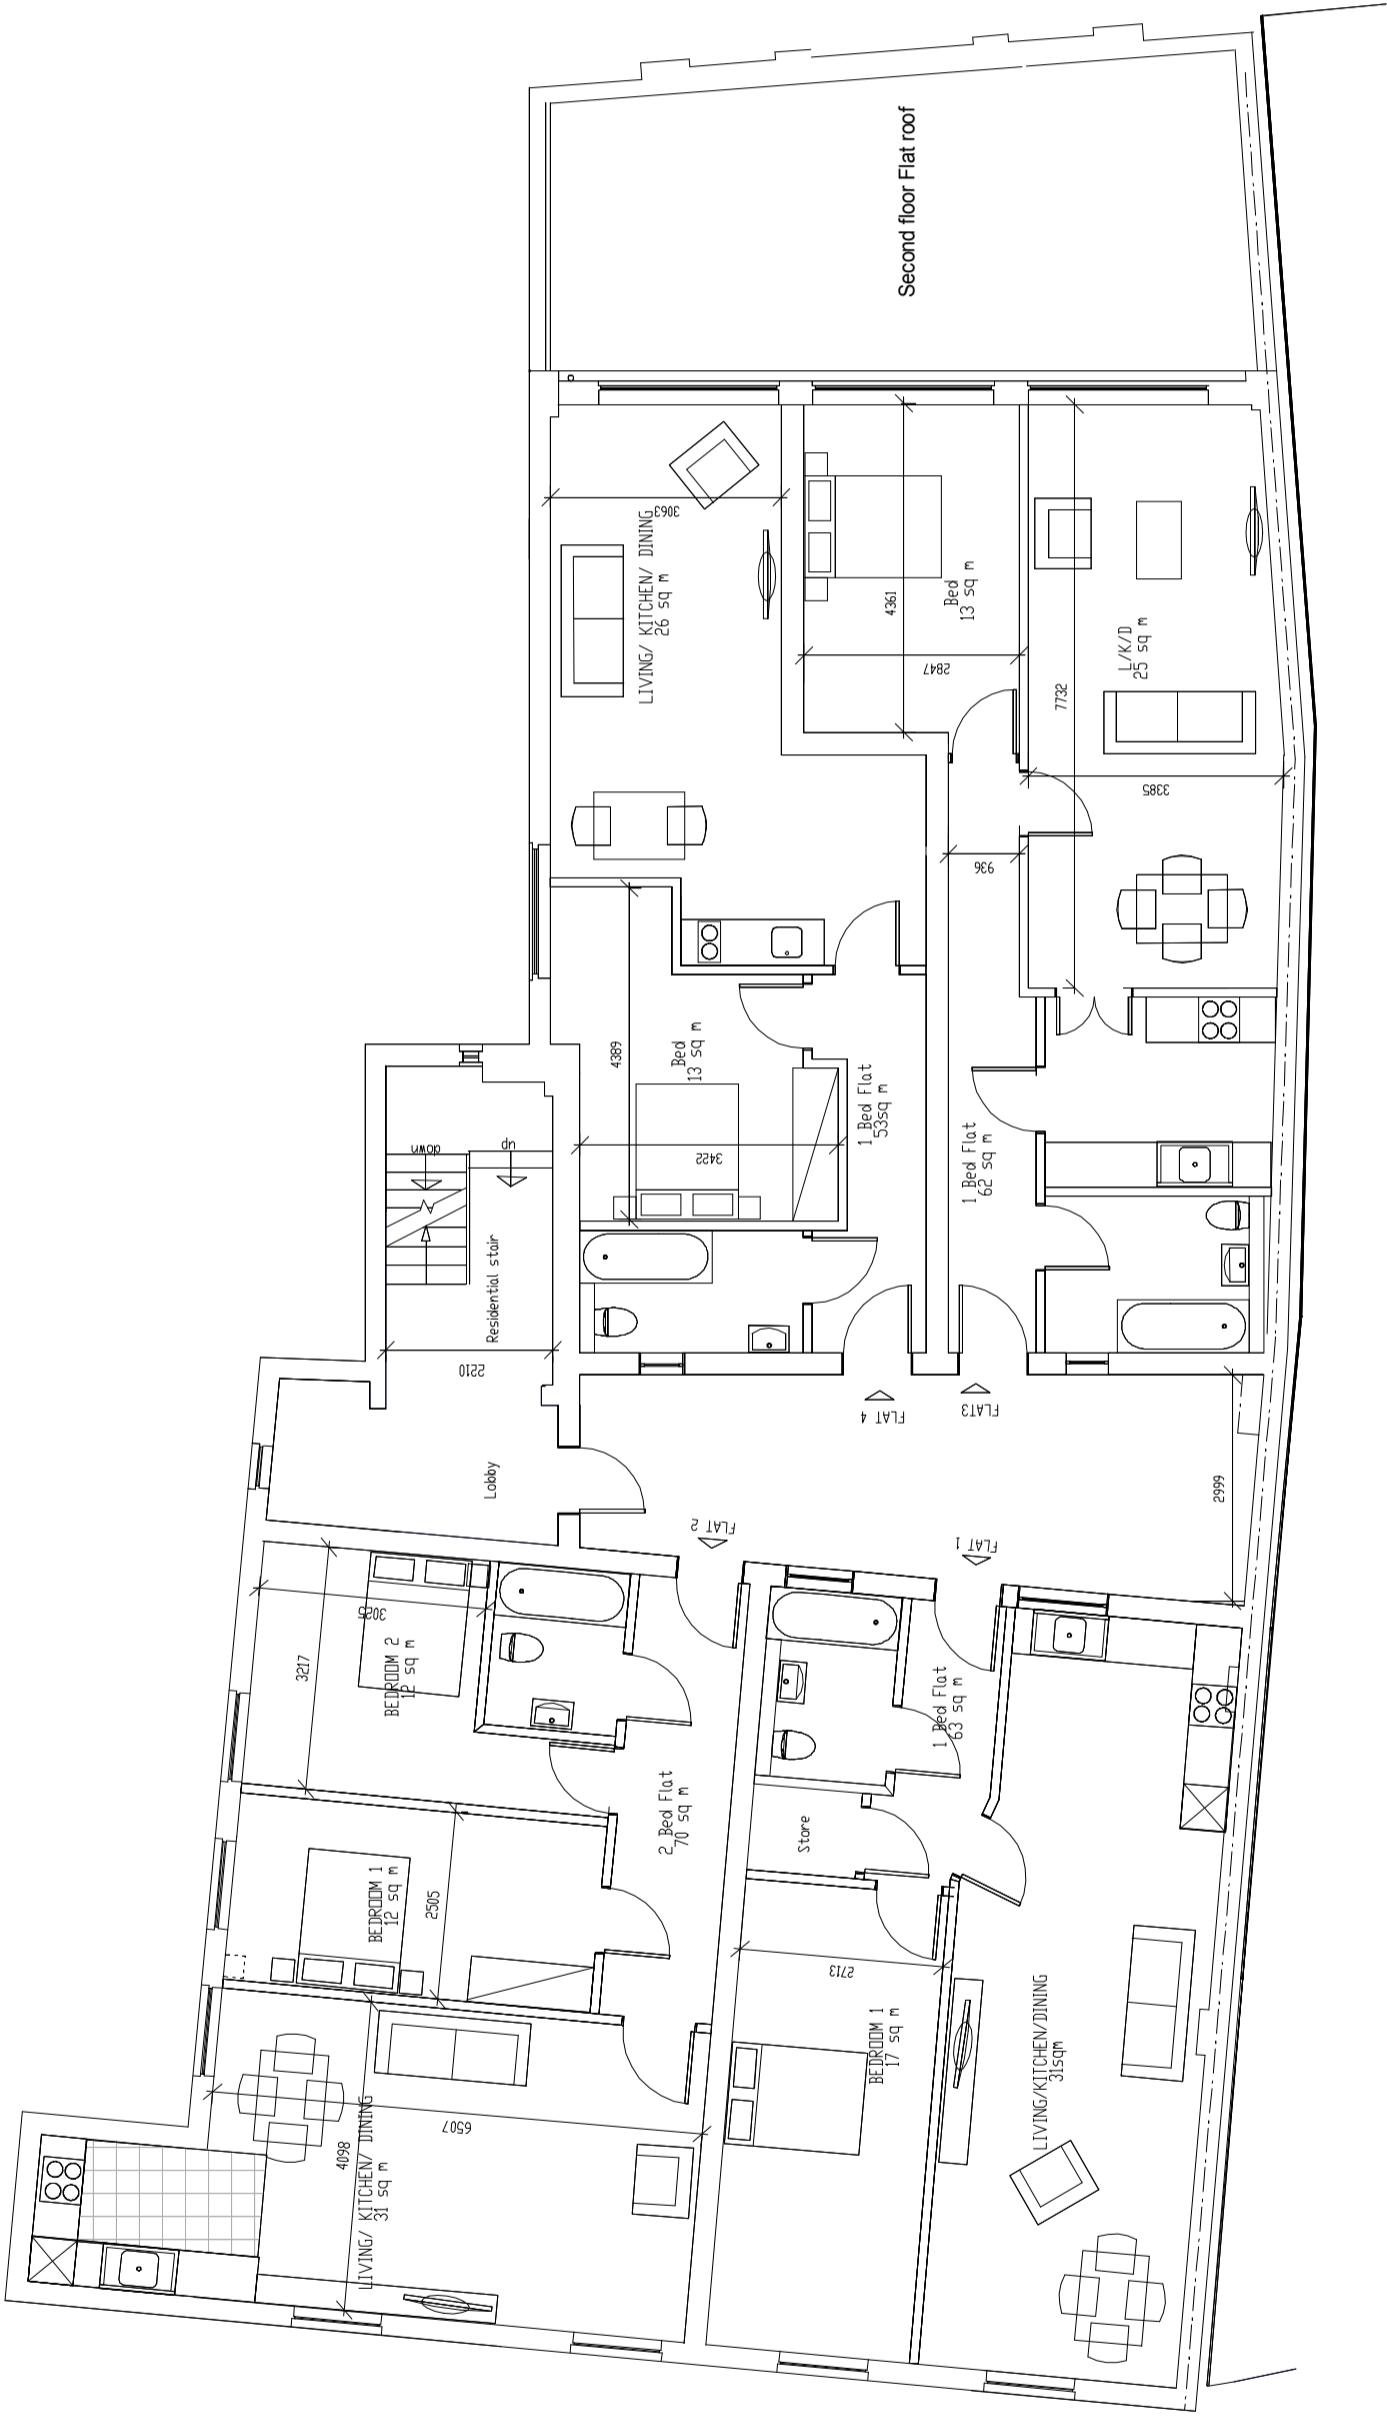 Second floor Flat roof
3063
LIVING/ KITCHEN/ DINING
26 sq m
4361
Bed
13 sq m
2847
L/K/D
25 sq m
7732
3385
936
4389
Bed
13 sq m
3422
1 Bed Flat
53sq m
1 Bed Flat
62 sq m
down
up
Residential stair
2210
Lobby
FLAT 4
FLAT3
2999
FLAT 2
FLAT 1
3025
3217
BEDROOM 2
12 sq m
2 Bed Flat
70 sq m
1 Bed Flat
63 sq m
Store
BEDROOM 1
12 sq m
2505
2713
BEDROOM 1
17 sq m
LIVING/KITCHEN/DINING
31sqm
6507
4098
LIVING/ KITCHEN/ DINING
31 sq m